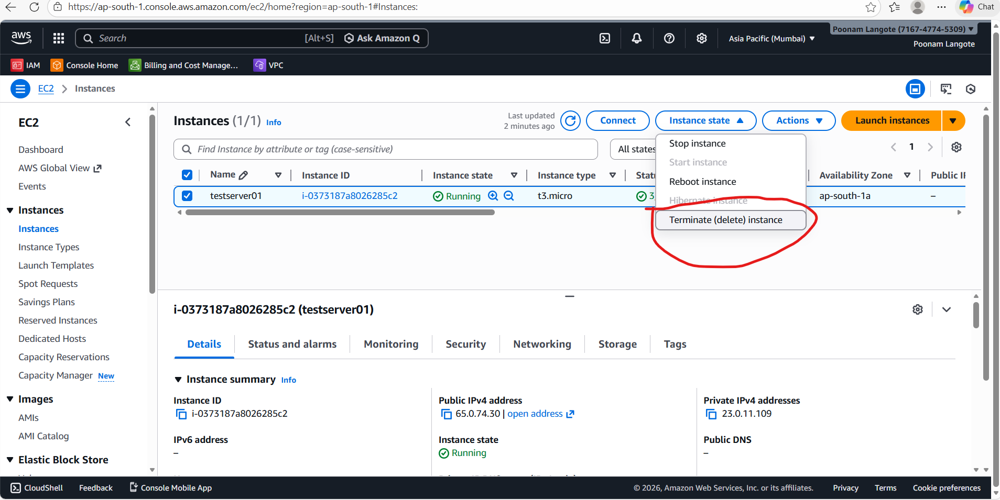 https://ap-south-1.console.aws.amazon.com/ec2/home?region=ap-south-1#Instances:
Chat
aws
Search [Alt+S] Ask Amazon Q
Asia Pacific (Mumbai)
Poonam Langote (7167-4774-5309)
Poonam Langote
IAM Console Home Billing and Cost Manage... VPC
EC2 Instances
EC2
Dashboard
AWS Global View
Events
Instances
Instances
Instance Types
Launch Templates
Spot Requests
Savings Plans
Reserved Instances
Dedicated Hosts
Capacity Reservations
Capacity Manager New
Images
AMIs
AMI Catalog
Elastic Block Store
Instances (1/1) Info
Last updated
2 minutes ago
Connect Instance state Actions Launch instances
Find Instance by attribute or tag (case-sensitive)
All states
1
Stop instance
Start instance
Reboot instance
Hibernate instance
Terminate (delete) instance
Name Instance ID Instance state Instance type Statu Availability Zone Public IP
testserver01 i-0373187a8026285c2 Running t3.micro 3 ap-south-1a –
i-0373187a8026285c2 (testserver01)
Details Status and alarms Monitoring Security Networking Storage Tags
Instance summary Info
Instance ID
i-0373187a8026285c2
Public IPv4 address
65.0.74.30 | open address
Private IPv4 addresses
23.0.11.109
IPv6 address
–
Instance state
Running
Public DNS
–
CloudShell Feedback Console Mobile App
© 2026, Amazon Web Services, Inc. or its affiliates. Privacy Terms Cookie preferences